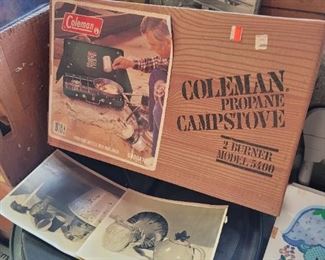 Coleman
COLEMAN
PROPANE
CAMPSTOVE
2 BURNER
MODEL 5400